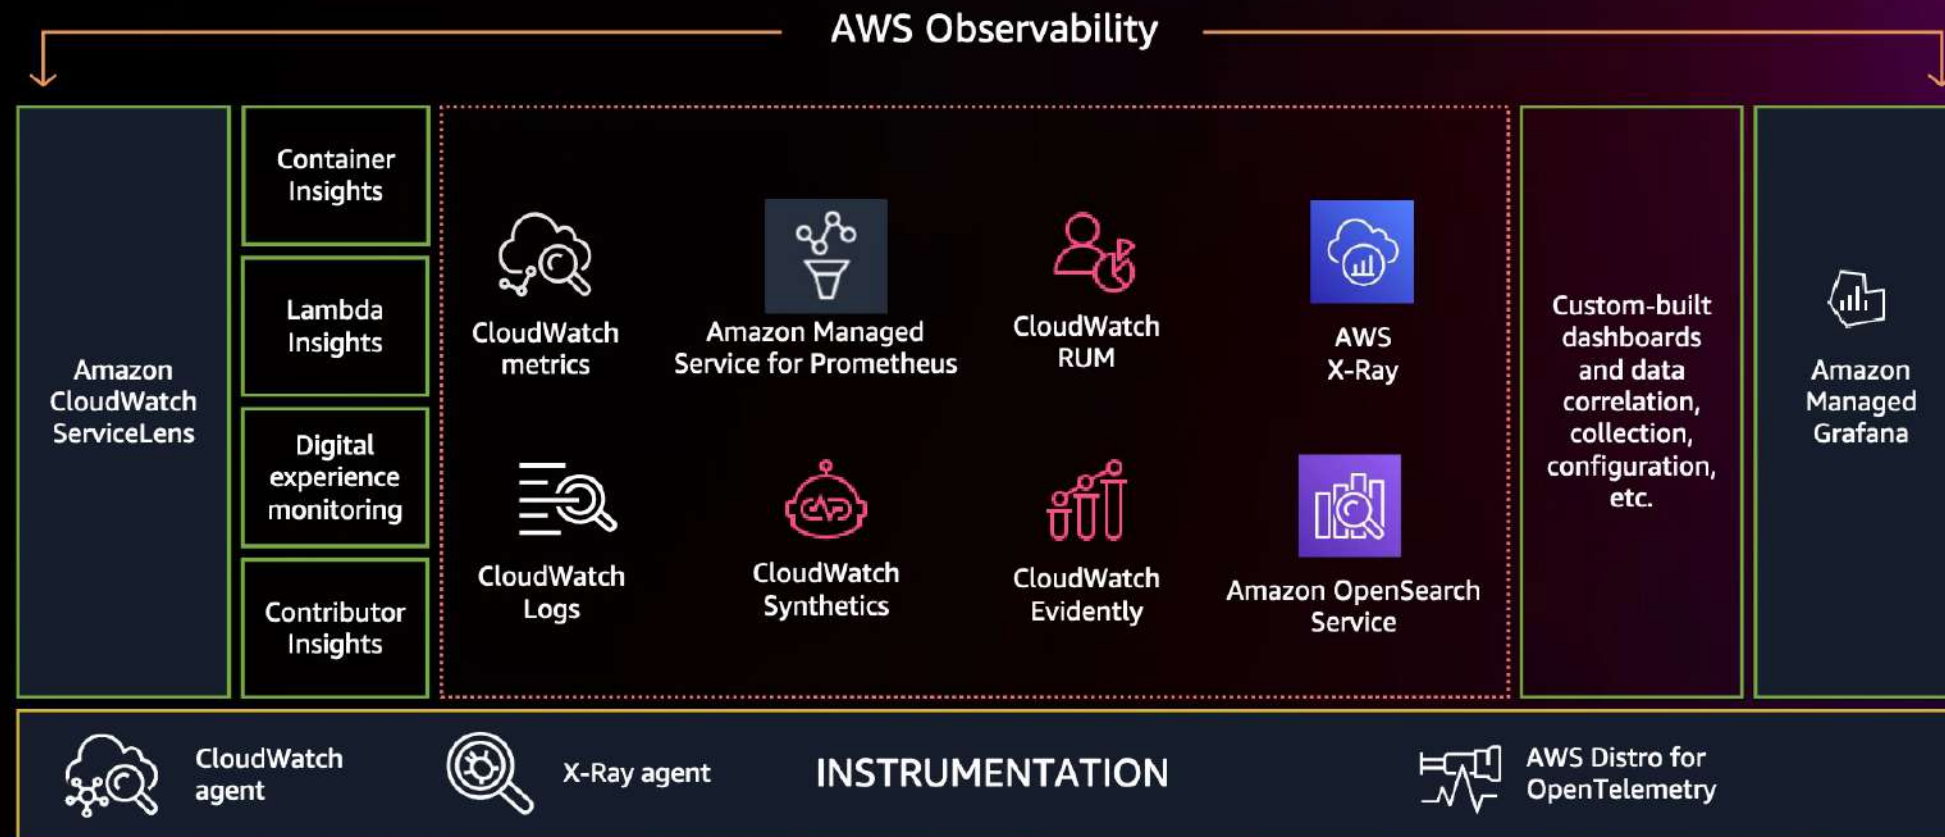 AWS Observability
Amazon
CloudWatch
ServiceLens
Container
Insights
Lambda
Insights
Digital
experience
monitoring
Contributor
Insights
CloudWatch
metrics
Amazon Managed
Service for Prometheus
CloudWatch
RUM
AWS
X-Ray
CloudWatch
Logs
CloudWatch
Synthetics
CloudWatch
Evidently
Amazon OpenSearch
Service
Custom-built
dashboards
and data
correlation,
collection,
configuration,
etc.
Amazon
Managed
Grafana
CloudWatch
agent
X-Ray agent
INSTRUMENTATION
AWS Distro for
OpenTelemetry